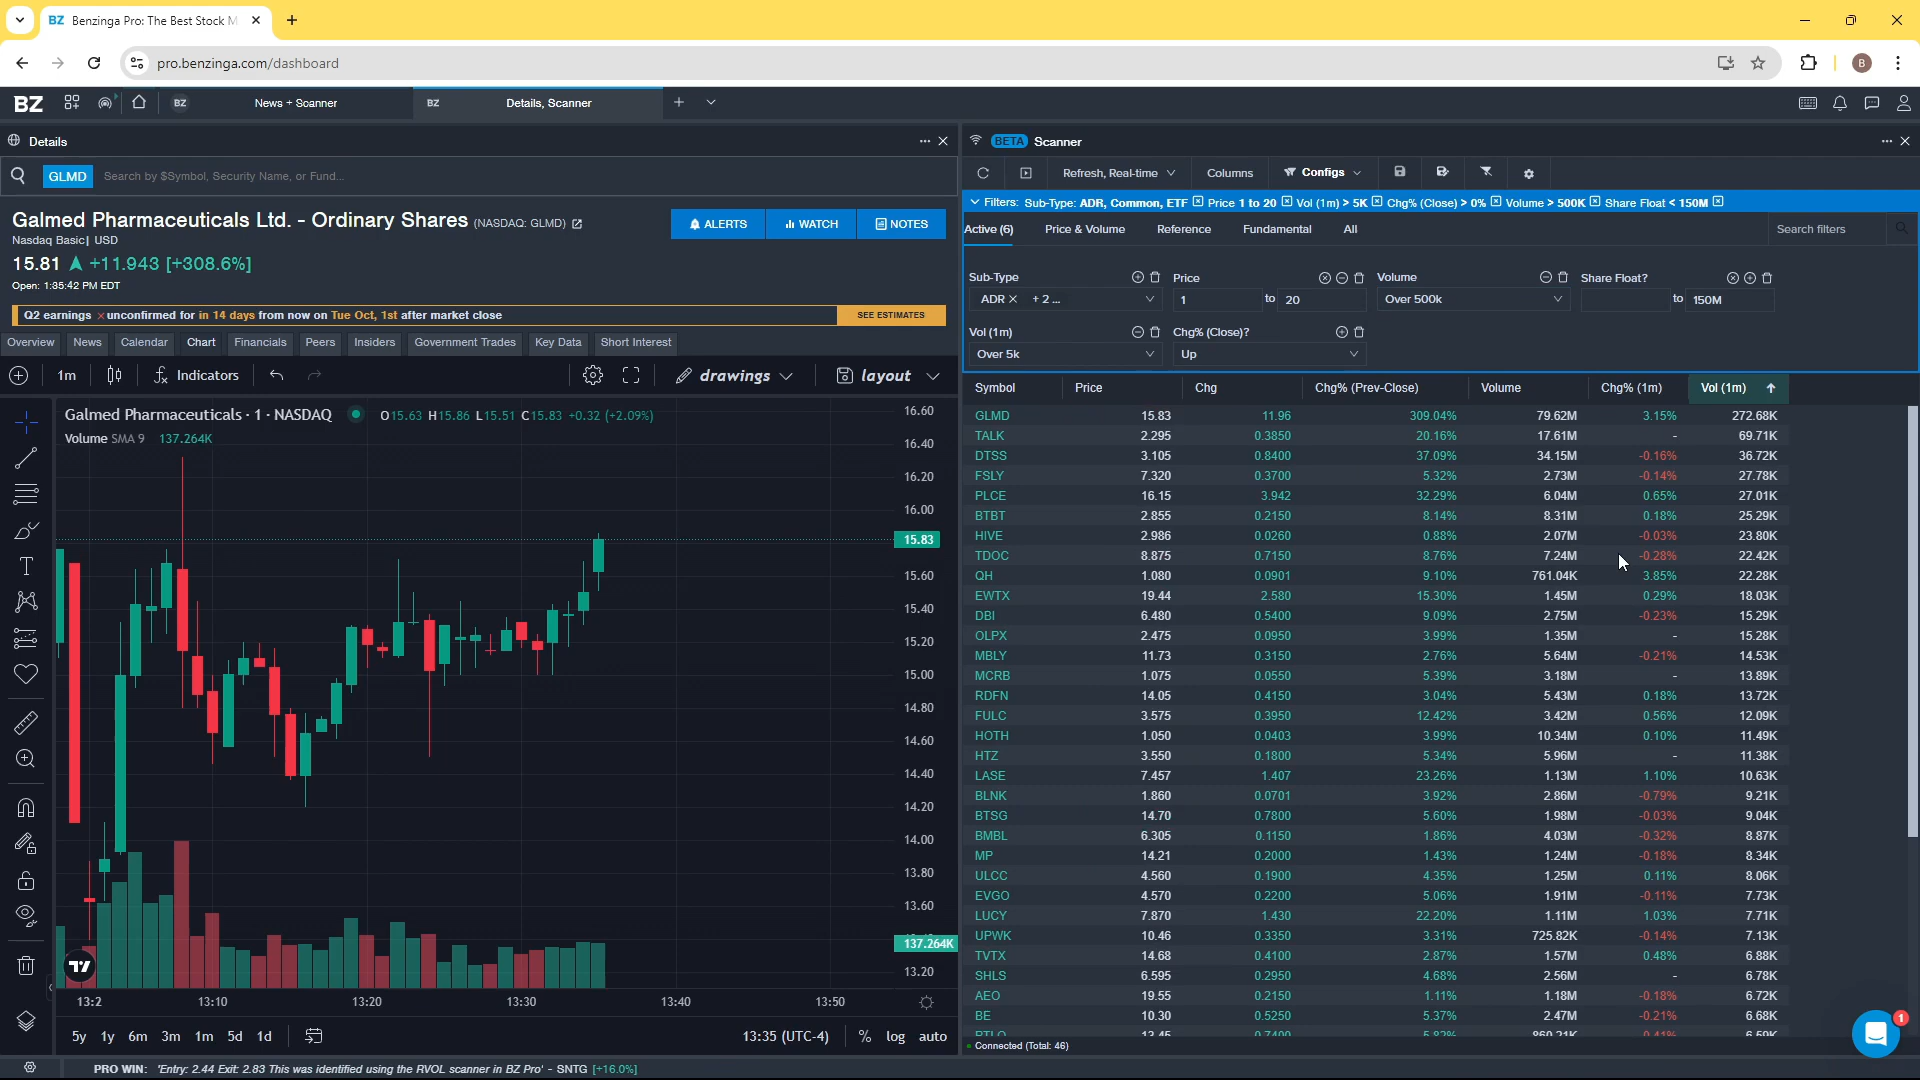 BZ Benzinga Pro: The Best Stock M
pro.benzinga.com/dashboard
B
BZ
BZ News + Scanner
BZ Details, Scanner
Details
GLMD Search by $Symbol, Security Name, or Fund...
Galmed Pharmaceuticals Ltd. - Ordinary Shares (NASDAQ: GLMD)
Nasdaq Basic| USD
15.81 +11.943 [+308.6%]
Open: 1:35:42 PM EDT
ALERTS WATCH NOTES
Q2 earnings ×unconfirmed for in 14 days from now on Tue Oct, 1st after market close SEE ESTIMATES
Overview News Calendar Chart Financials Peers Insiders Government Trades Key Data Short Interest
1m Indicators drawings layout
Galmed Pharmaceuticals · 1 · NASDAQ O15.63 H15.86 L15.51 C15.83 +0.32 (+2.09%)
Volume SMA 9 137.264K
16.60
16.40
16.20
16.00
15.83
15.60
15.40
15.20
15.00
14.80
14.60
14.40
14.20
14.00
13.80
13.60
137.264K
13.20
13:2 13:10 13:20 13:30 13:40 13:50
5y 1y 6m 3m 1m 5d 1d 13:35 (UTC-4) % log auto
BETA Scanner
Refresh, Real-time Columns Configs
Filters: Sub-Type: ADR, Common, ETF Price 1 to 20 Vol (1m) > 5K Chg% (Close) > 0% Volume > 500K Share Float < 150M
Active (6) Price & Volume Reference Fundamental All Search filters
Sub-Type Price Volume Share Float?
ADR × + 2 ... 1 to 20 Over 500k to 150M
Vol (1m) Chg% (Close)?
Over 5k Up
Symbol Price Chg Chg% (Prev-Close) Volume Chg% (1m) Vol (1m)
GLMD 15.83 11.96 309.04% 79.62M 3.15% 272.68K
TALK 2.295 0.3850 20.16% 17.61M - 69.71K
DTSS 3.105 0.8400 37.09% 34.15M -0.16% 36.72K
FSLY 7.320 0.3700 5.32% 2.73M -0.14% 27.78K
PLCE 16.15 3.942 32.29% 6.04M 0.65% 27.01K
BTBT 2.855 0.2150 8.14% 8.31M 0.18% 25.29K
HIVE 2.986 0.0260 0.88% 2.07M -0.03% 23.80K
TDOC 8.875 0.7150 8.76% 7.24M -0.28% 22.42K
QH 1.080 0.0901 9.10% 761.04K 3.85% 22.28K
EWTX 19.44 2.580 15.30% 1.45M 0.29% 18.03K
DBI 6.480 0.5400 9.09% 2.75M -0.23% 15.29K
OLPX 2.475 0.0950 3.99% 1.35M - 15.28K
MBLY 11.73 0.3150 2.76% 5.64M -0.21% 14.53K
MCRB 1.075 0.0550 5.39% 3.18M - 13.89K
RDFN 14.05 0.4150 3.04% 5.43M 0.18% 13.72K
FULC 3.575 0.3950 12.42% 3.42M 0.56% 12.09K
HOTH 1.050 0.0403 3.99% 10.34M 0.10% 11.49K
HTZ 3.550 0.1800 5.34% 5.96M - 11.38K
LASE 7.457 1.407 23.26% 1.13M 1.10% 10.63K
BLNK 1.860 0.0701 3.92% 2.86M -0.79% 9.21K
BTSG 14.70 0.7800 5.60% 1.98M -0.03% 9.04K
BMBL 6.305 0.1150 1.86% 4.03M -0.32% 8.87K
MP 14.21 0.2000 1.43% 1.24M -0.18% 8.34K
ULCC 4.560 0.1900 4.35% 1.25M 0.11% 8.06K
EVGO 4.570 0.2200 5.06% 1.91M -0.11% 7.73K
LUCY 7.870 1.430 22.20% 1.11M 1.03% 7.71K
UPWK 10.46 0.3350 3.31% 725.82K -0.14% 7.13K
TVTX 14.68 0.4100 2.87% 1.57M 0.48% 6.88K
SHLS 6.595 0.2950 4.68% 2.56M - 6.78K
AEO 19.55 0.2150 1.11% 1.18M -0.18% 6.72K
BE 10.30 0.5250 5.37% 2.47M -0.21% 6.68K
Connected (Total: 46)
1
PRO WIN: 'Entry: 2.44 Exit: 2.83 This was identified using the RVOL scanner in BZ Pro' - SNTG [+16.0%]